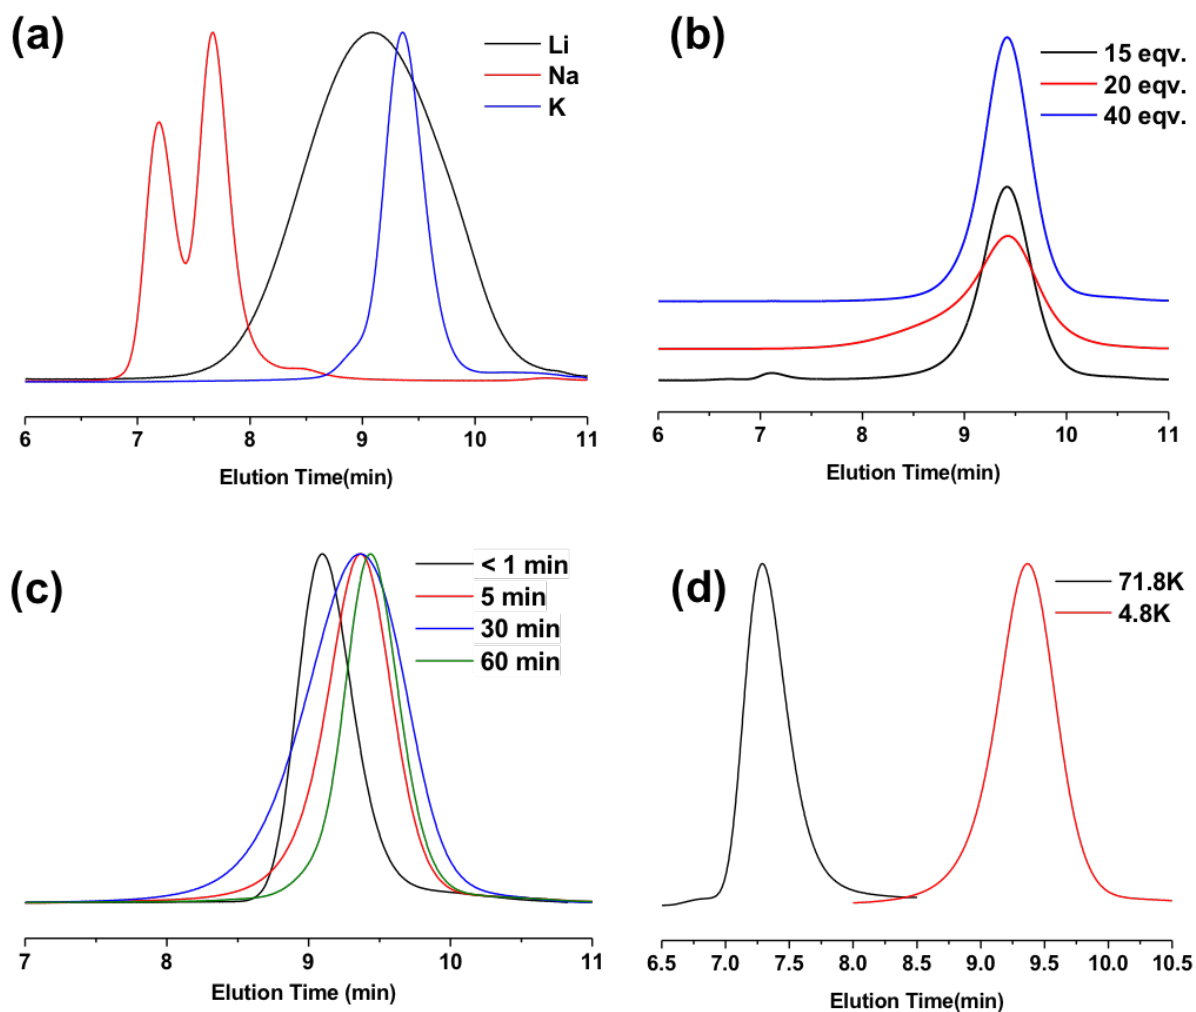 (a)
Li
Na
K
6 7 8 9 10 11
Elution Time(min)
(b)
15 eqv.
20 eqv.
40 eqv.
6 7 8 9 10 11
Elution Time(min)
(c)
< 1 min
5 min
30 min
60 min
7 8 9 10 11
Elution Time (min)
(d)
71.8K
4.8K
6.5 7.0 7.5 8.0 8.5 9.0 9.5 10.0 10.5
Elution Time(min)